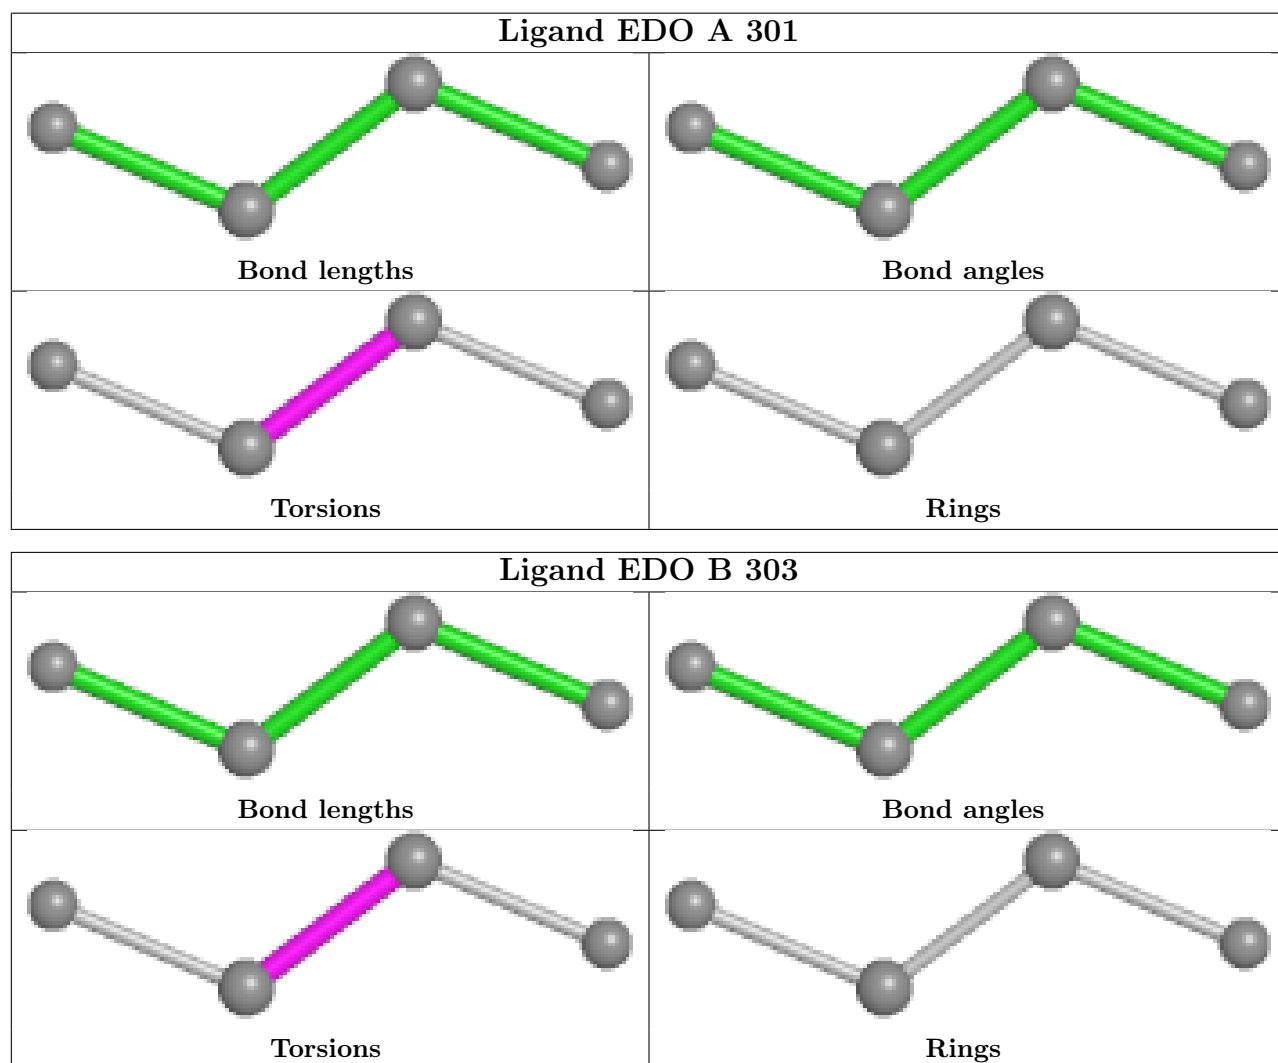 Ligand EDO A 301
Bond lengths
Bond angles
Torsions
Rings
Ligand EDO B 303
Bond lengths
Bond angles
Torsions
Rings